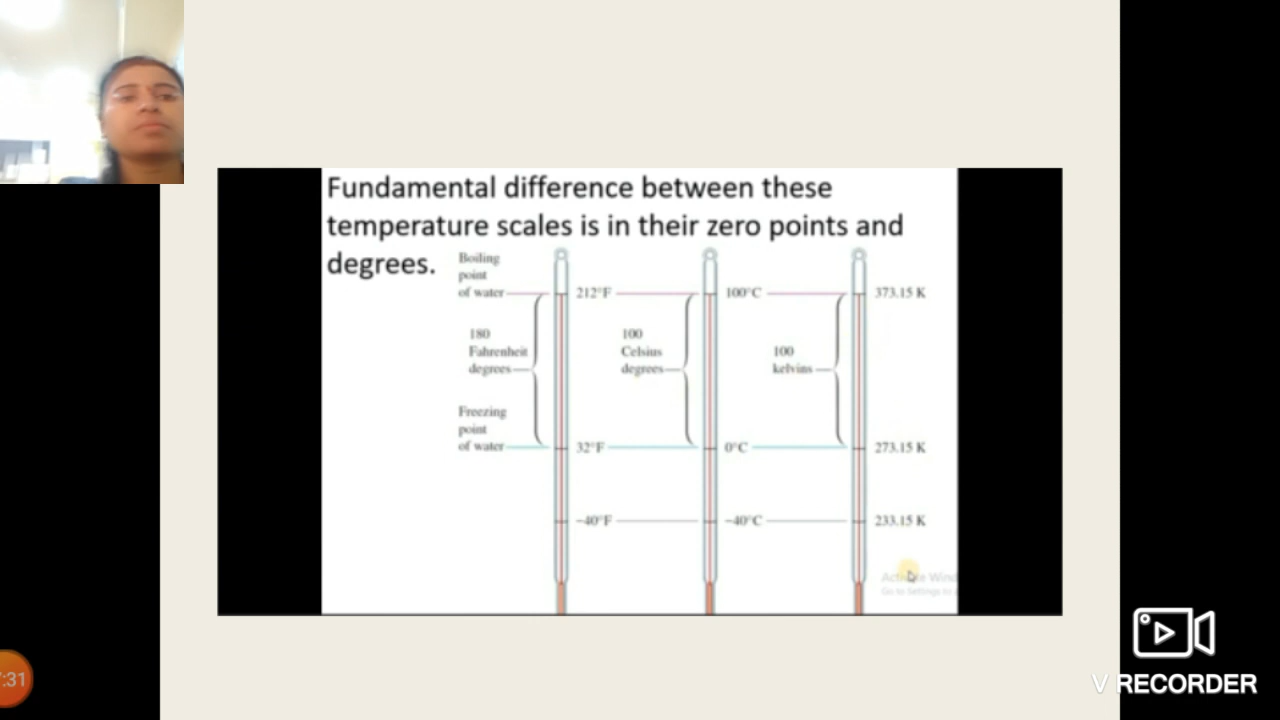 Fundamental difference between these
temperature scales is in their zero points and
degrees.
Boiling
point
of water
212°F
100°C
373.15 K
180
Fahrenheit
degrees
100
Celsius
degrees
100
kelvins
Freezing
point
of water
32°F
0°C
273.15 K
-40°F
-40°C
233.15 K
Go to Settings to
:31
V RECORDER